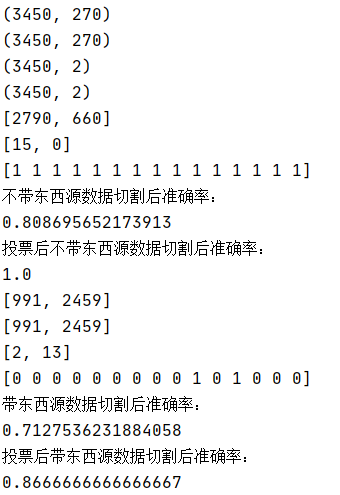 (3450, 270)
(3450, 270)
(3450, 2)
(3450, 2)
[2790, 660]
[15, 0]
[1 1 1 1 1 1 1 1 1 1 1 1 1 1 1]
不带东西源数据切割后准确率：
0.808695652173913
投票后不带东西源数据切割后准确率：
1.0
[991, 2459]
[991, 2459]
[2, 13]
[0 0 0 0 0 0 0 0 0 1 0 1 0 0 0]
带东西源数据切割后准确率：
0.7127536231884058
投票后带东西源数据切割后准确率：
0.8666666666666667